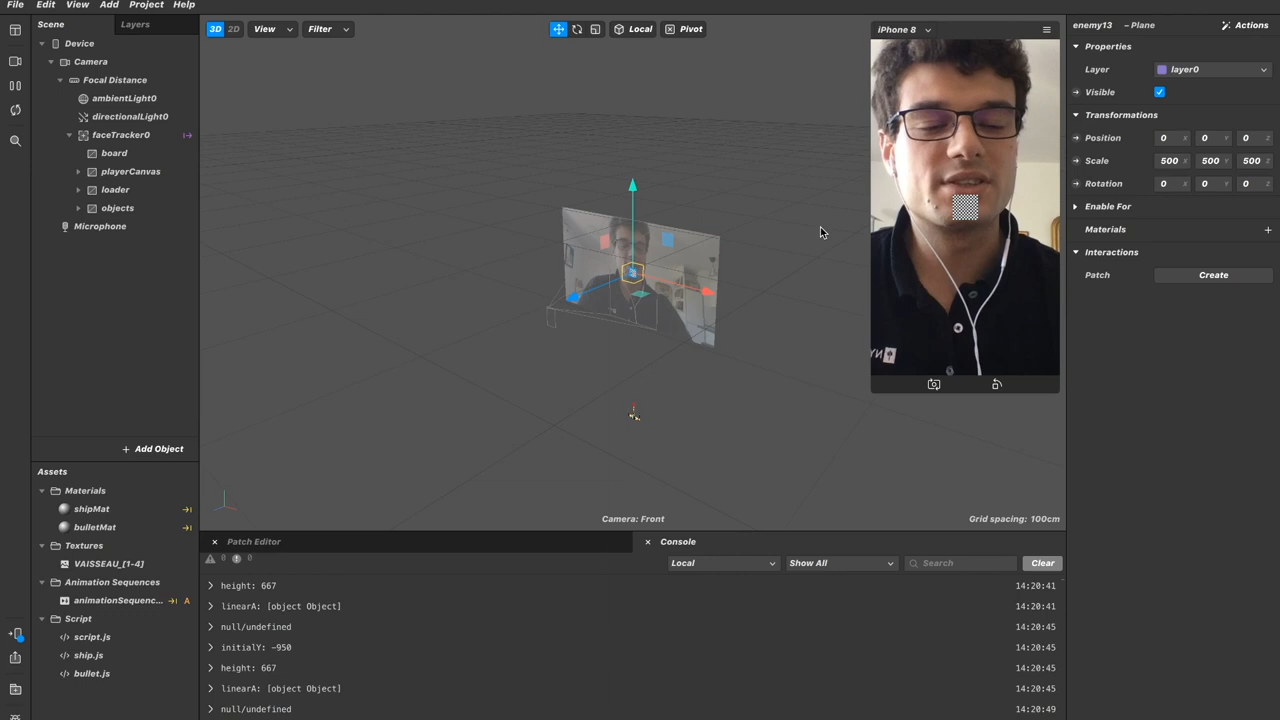 File Edit View Add Project Help
Scene Layers
Device
Camera
Focal Distance
ambientLight0
directionalLight0
faceTracker0
board
playerCanvas
loader
objects
Microphone
+ Add Object
Assets
Materials
shipMat
bulletMat
Textures
VAISSEAU_[1-4]
Animation Sequences
animationSequenc... A
Script
script.js
ship.js
bullet.js
3D 2D View Filter Local Pivot
iPhone 8
Camera: Front Grid spacing: 100cm
Patch Editor Console
0 0 Local Show All Search Clear
height: 667 14:20:41
linearA: [object Object] 14:20:41
null/undefined 14:20:45
initialY: -950 14:20:45
height: 667 14:20:45
linearA: [object Object] 14:20:45
null/undefined 14:20:49
enemy13 – Plane Actions
Properties
Layer layer0
Visible
Transformations
Position 0 X 0 Y 0 Z
Scale 500 X 500 Y 500 Z
Rotation 0 X 0 Y 0 Z
Enable For
Materials +
Interactions
Patch Create